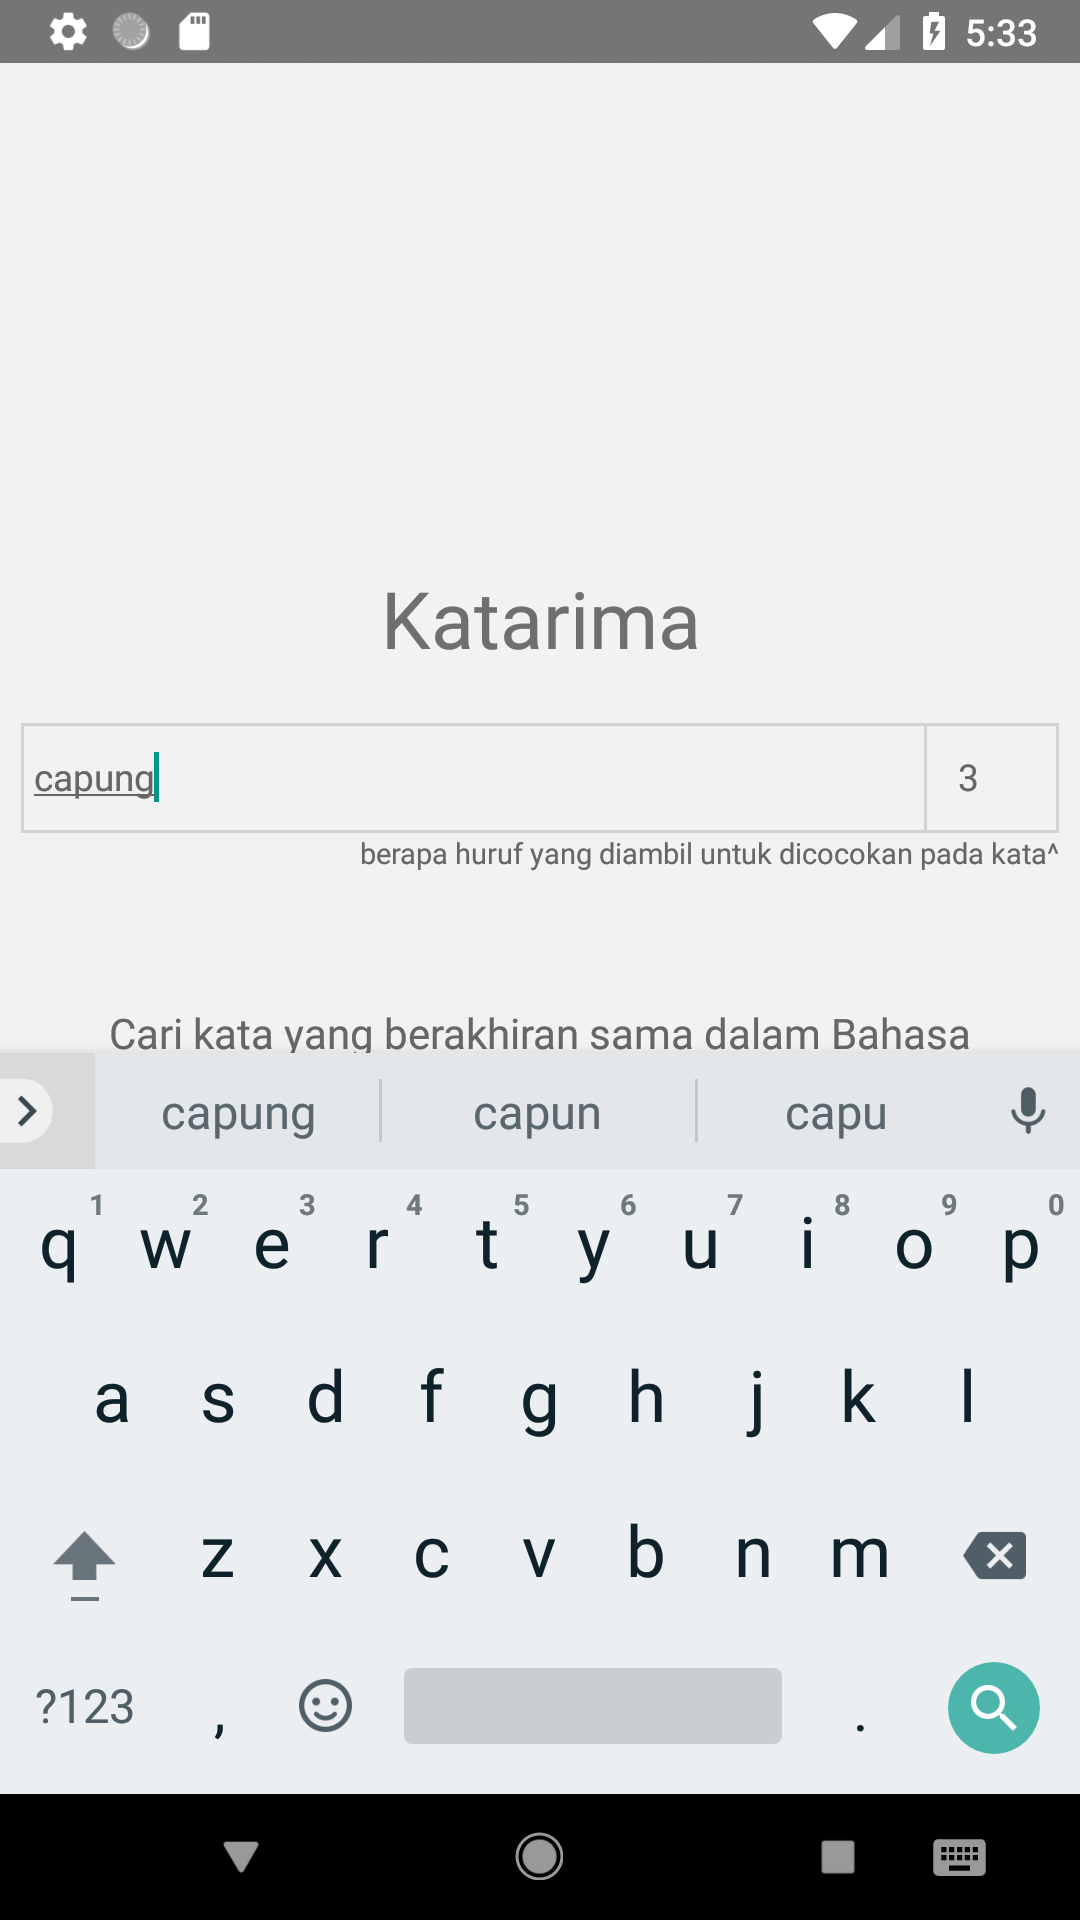 5:33
Katarima
capung 3
berapa huruf yang diambil untuk dicocokan pada kata^
Cari kata yang berakhiran sama dalam Bahasa
capung capun capu
1 2 3 4 5 6 7 8 9 0
q w e r t y u i o p
a s d f g h j k l
z x c v b n m
?123 , .